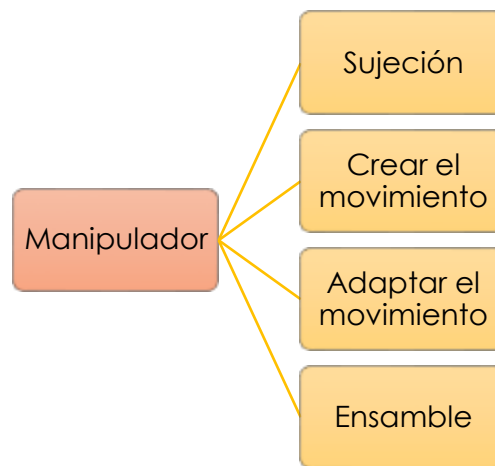 Manipulador
Sujeción
Crear el
movimiento
Adaptar el
movimiento
Ensamble